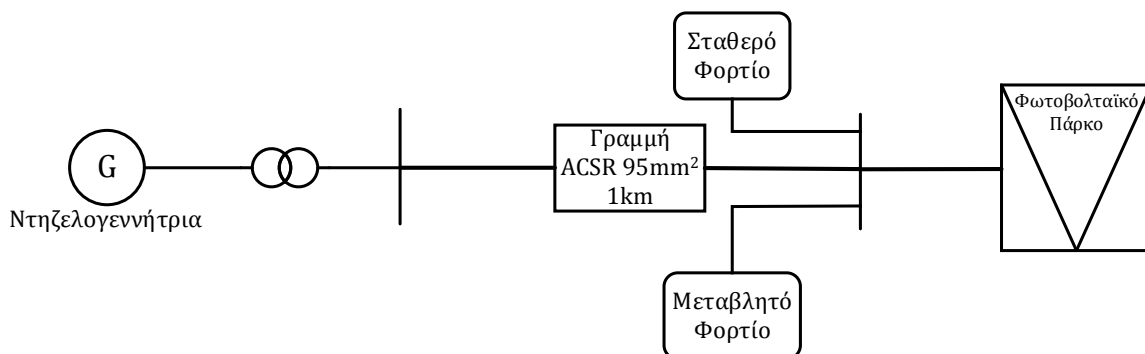 Σταθερό
Φορτίο
Φωτοβολταϊκό
Πάρκο
Γραμμή
ACSR 95mm²
1km
G
Ντηζελογεννήτρια
Μεταβλητό
Φορτίο